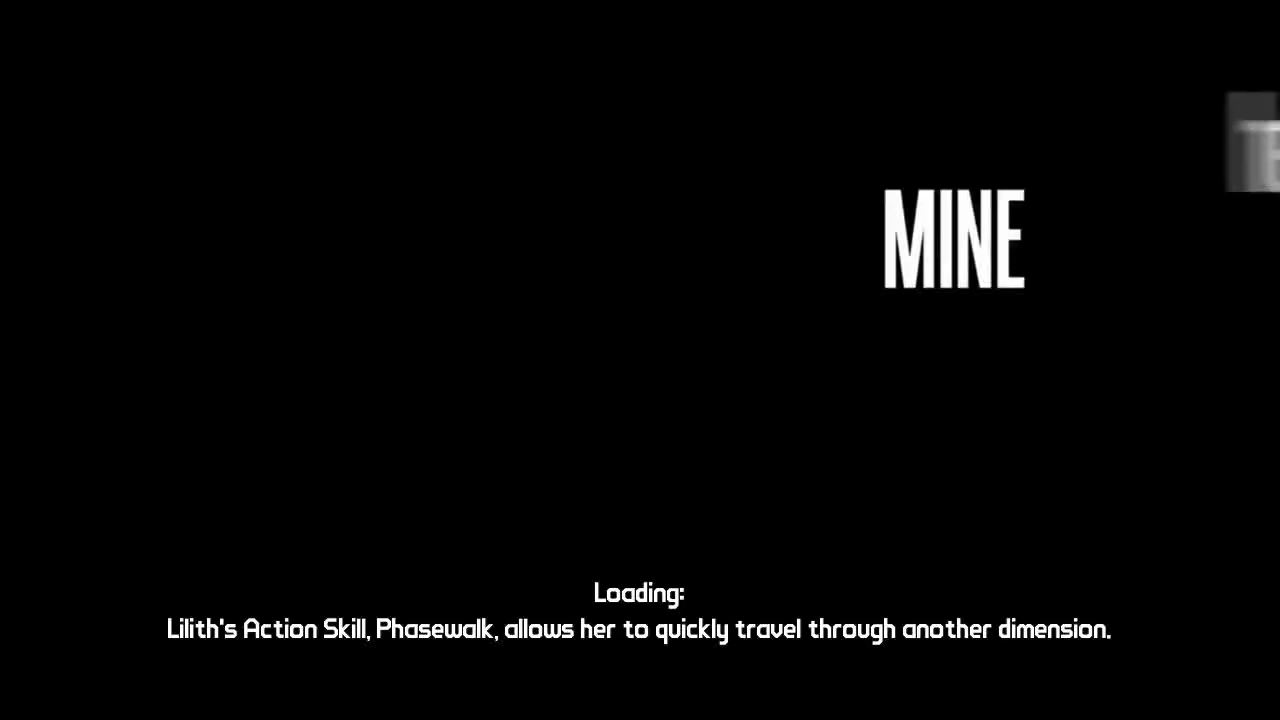 MINE
Loading:
Lilith's Action Skill, Phasewalk, allows her to quickly travel through another dimension.